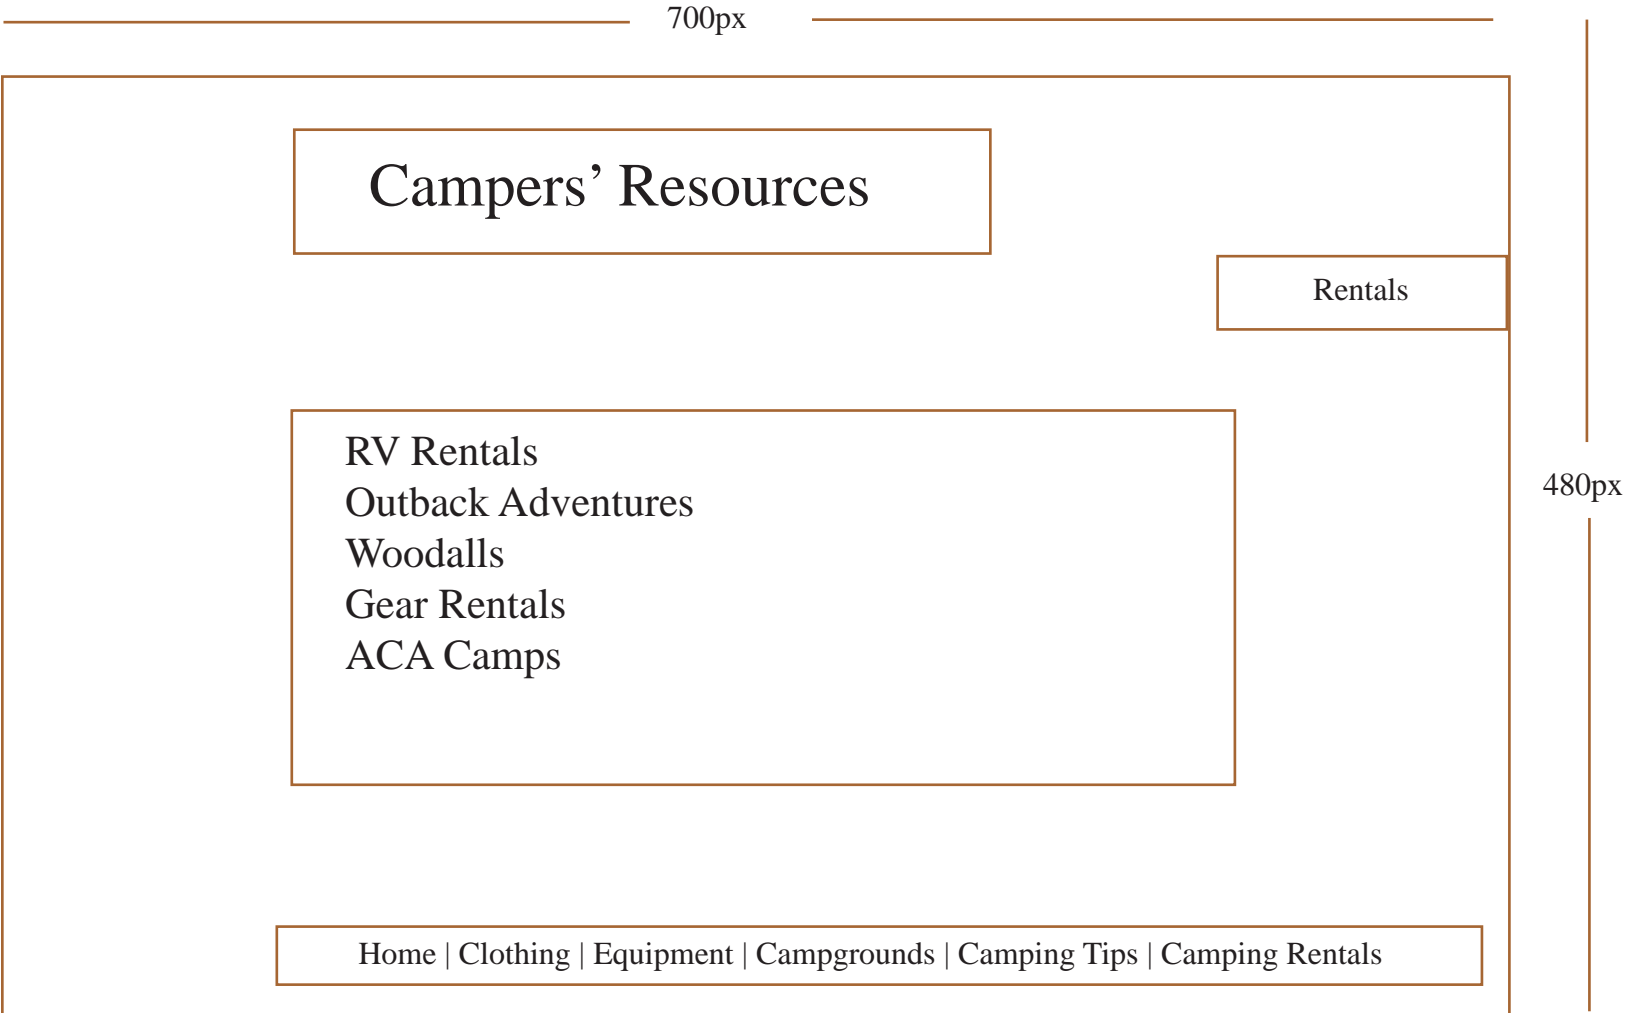 700px
Campers’ Resources
Rentals
RV Rentals
Outback Adventures
480px
Woodalls
Gear Rentals
ACA Camps
Home | Clothing | Equipment | Campgrounds | Camping Tips | Camping Rentals